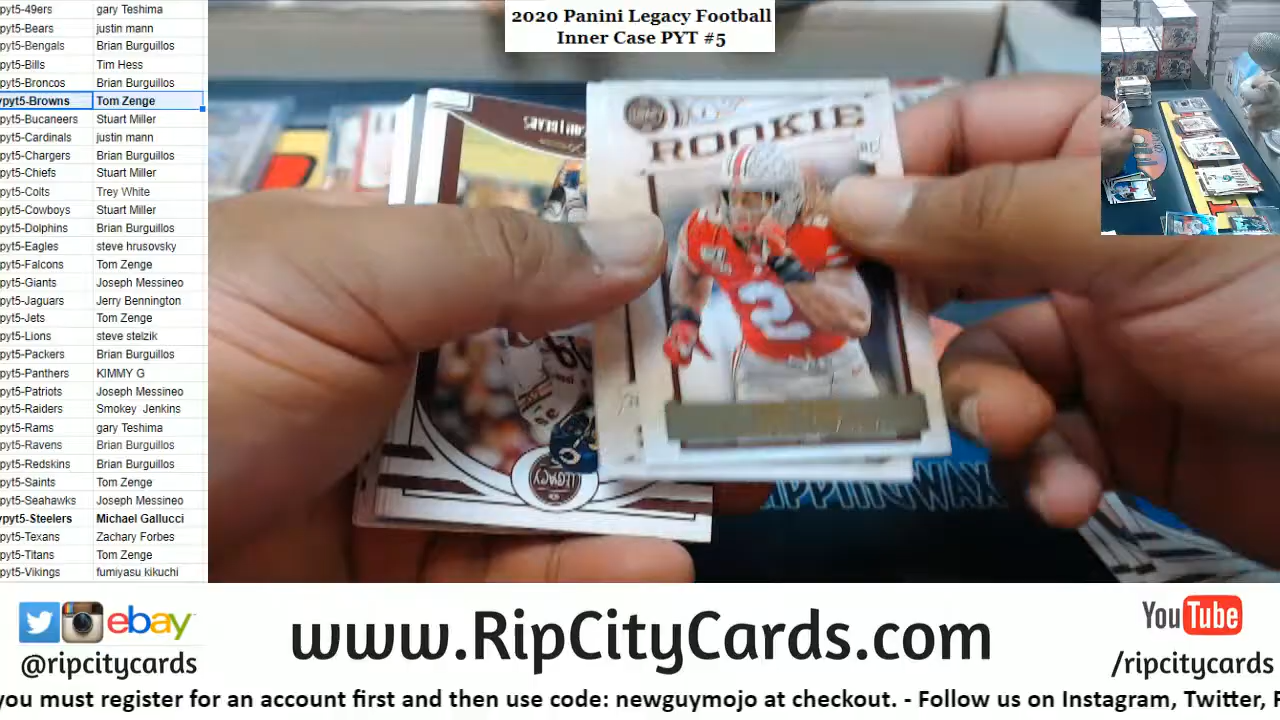 pyt5-49ers gary Teshima
pyt5-Bears justin mann
pyt5-Bengals Brian Burguillos
pyt5-Bills Tim Hess
pyt5-Broncos Brian Burguillos
ypyt5-Browns Tom Zenge
pyt5-Bucaneers Stuart Miller
pyt5-Cardinals justin mann
pyt5-Chargers Brian Burguillos
pyt5-Chiefs Stuart Miller
pyt5-Colts Trey White
pyt5-Cowboys Stuart Miller
pyt5-Dolphins Brian Burguillos
pyt5-Eagles steve hrusovsky
pyt5-Falcons Tom Zenge
pyt5-Giants Joseph Messineo
pyt5-Jaguars Jerry Bennington
pyt5-Jets Tom Zenge
pyt5-Lions steve stelzik
pyt5-Packers Brian Burguillos
pyt5-Panthers KIMMY G
pyt5-Patriots Joseph Messineo
pyt5-Raiders Smokey Jenkins
pyt5-Rams gary Teshima
pyt5-Ravens Brian Burguillos
pyt5-Redskins Brian Burguillos
pyt5-Saints Tom Zenge
pyt5-Seahawks Joseph Messineo
ypyt5-Steelers Michael Gallucci
pyt5-Texans Zachary Forbes
pyt5-Titans Tom Zenge
pyt5-Vikings fumiyasu kikuchi
2020 Panini Legacy Football
Inner Case PYT #5
ROOKIE
2
LEGACY
RIPPINGWAX
ebay
@ripcitycards
www.RipCityCards.com
YouTube
/ripcitycards
you must register for an account first and then use code: newguymojo at checkout. - Follow us on Instagram, Twitter, F